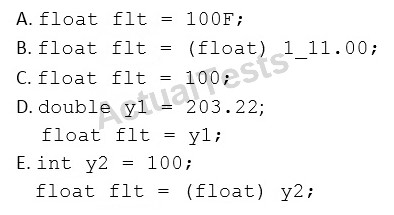 A. float flt = 100F;
B. float flt = (float) 1_11.00;
C. float flt = 100;
D. double y1 = 203.22;
float flt = y1;
E. int y2 = 100;
float flt = (float) y2;
ActualTests